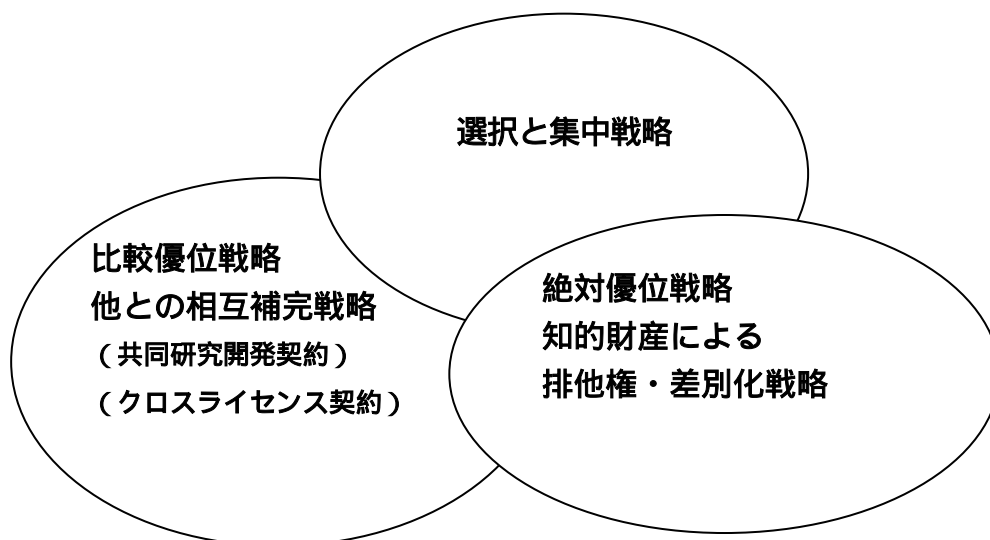 選択と集中戦略
比較優位戦略
他との相互補完戦略
（共同研究開発契約）
（クロスライセンス契約）
絶対優位戦略
知的財産による
排他権・差別化戦略